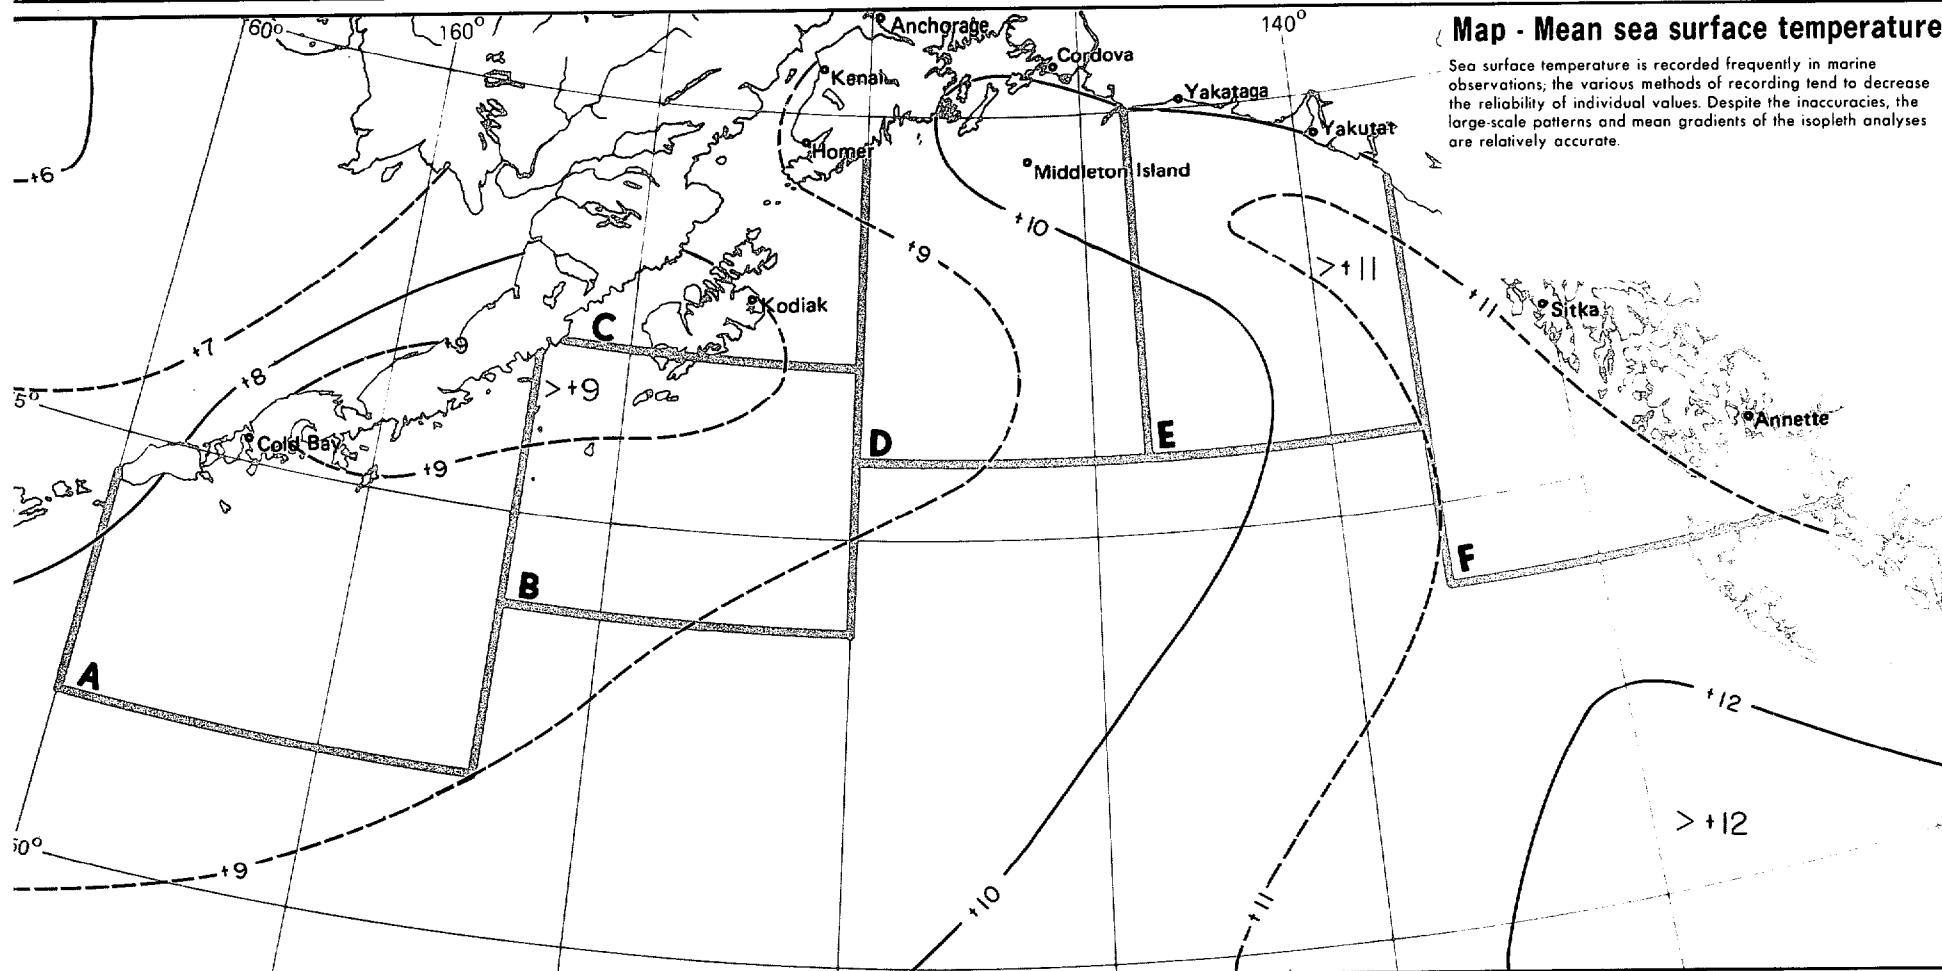 Map - Mean sea surface temperature
Sea surface temperature is recorded frequently in marine
observations; the various methods of recording tend to decrease
the reliability of individual values. Despite the inaccuracies, the
large-scale patterns and mean gradients of the isopleth analyses
are relatively accurate.
60°
160°
Anchorage
140°
Cordova
Kenai
Yakataga
Yakutat
Homer
Middleton Island
+6
+10
+9
>+11
+11
Sitka
Kodiak
C
+7
+9
+8
>+9
5°
Cold Bay
+9
D
E
Annette
F
B
A
+12
>+12
50°
+9
+10
+11